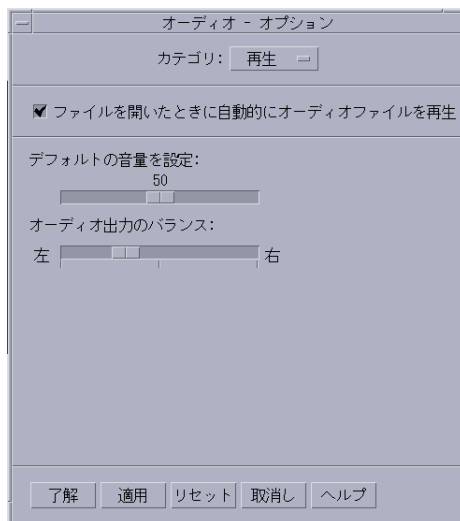 オーディオ - オプション
カテゴリ: 再生
ファイルを開いたときに自動的にオーディオファイルを再生
デフォルトの音量を設定:
50
オーディオ出力のバランス:
左 右
了解 適用 リセット 取消し ヘルプ